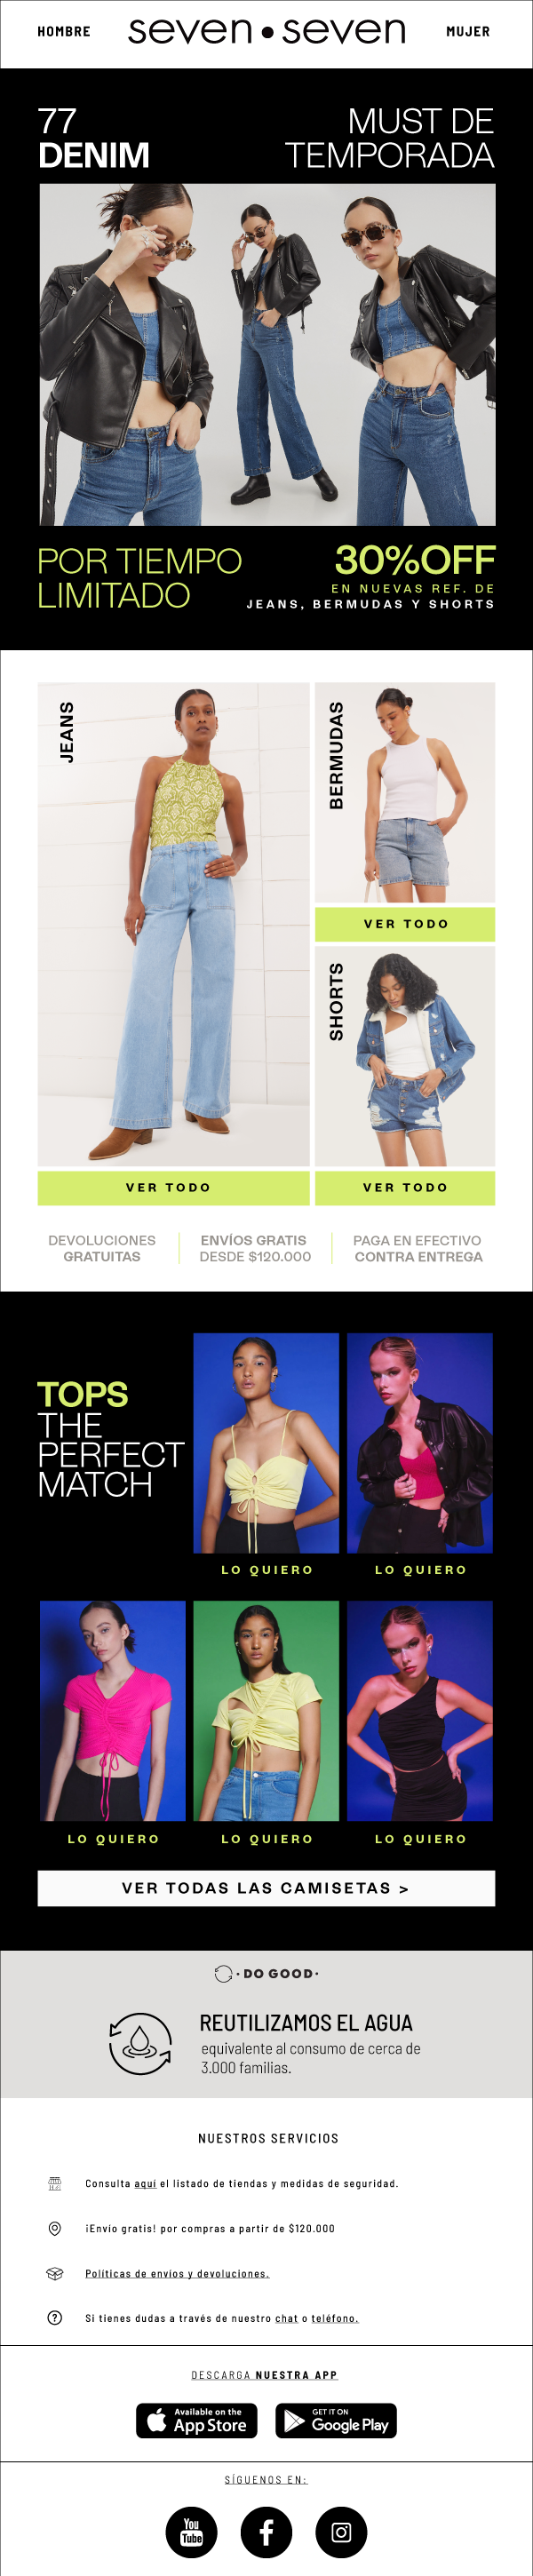 HOMBRE
seven•seven
MUJER
77
DENIM
MUST DE
TEMPORADA
POR TIEMPO
LIMITADO
30%OFF
EN NUEVAS REF. DE
JEANS, BERMUDAS Y SHORTS
JEANS
BERMUDAS
VER TODO
SHORTS
VER TODO
VER TODO
DEVOLUCIONES
GRATUITAS
ENVÍOS GRATIS
DESDE $120.000
PAGA EN EFECTIVO
CONTRA ENTREGA
TOPS
THE
PERFECT
MATCH
LO QUIERO
LO QUIERO
LO QUIERO
LO QUIERO
LO QUIERO
VER TODAS LAS CAMISETAS >
• DO GOOD•
REUTILIZAMOS EL AGUA
equivalente al consumo de cerca de
3.000 familias.
NUESTROS SERVICIOS
Consulta aquí el listado de tiendas y medidas de seguridad.
¡Envío gratis! por compras a partir de $120.000
Políticas de envíos y devoluciones.
Si tienes dudas a través de nuestro chat o teléfono.
DESCARGA NUESTRA APP
Available on the
App Store
GET IT ON
Google Play
SÍGUENOS EN:
You
Tube